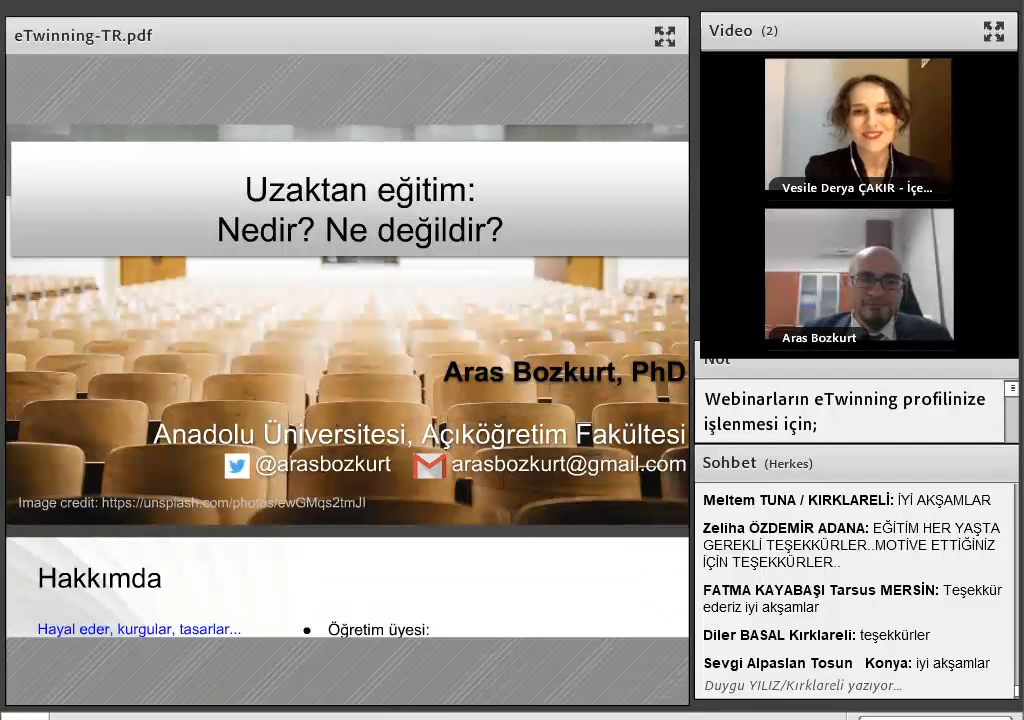 eTwinning-TR.pdf
Uzaktan eğitim:
Nedir? Ne değildir?
Aras Bozkurt, PhD
Anadolu Üniversitesi, Açıköğretim Fakültesi
@arasbozkurt arasbozkurt@gmail.com
Image credit: https://unsplash.com/photos/ewGMqs2tmJI
Hakkımda
Hayal eder, kurgular, tasarlar...
● Öğretim üyesi:
Video (2)
Vesile Derya ÇAKIR - İçe...
Aras Bozkurt
Not
Webinarların eTwinning profilinize
işlenmesi için;
Sohbet (Herkes)
Meltem TUNA / KIRKLARELİ: İYİ AKŞAMLAR
Zeliha ÖZDEMİR ADANA: EĞİTİM HER YAŞTA
GEREKLİ TEŞEKKÜRLER..MOTİVE ETTİĞİNİZ
İÇİN TEŞEKKÜRLER..
FATMA KAYABAŞI Tarsus MERSİN: Teşekkür
ederiz iyi akşamlar
Diler BASAL Kırklareli: teşekkürler
Sevgi Alpaslan Tosun Konya: iyi akşamlar
Duygu YILIZ/Kırklareli yazıyor...